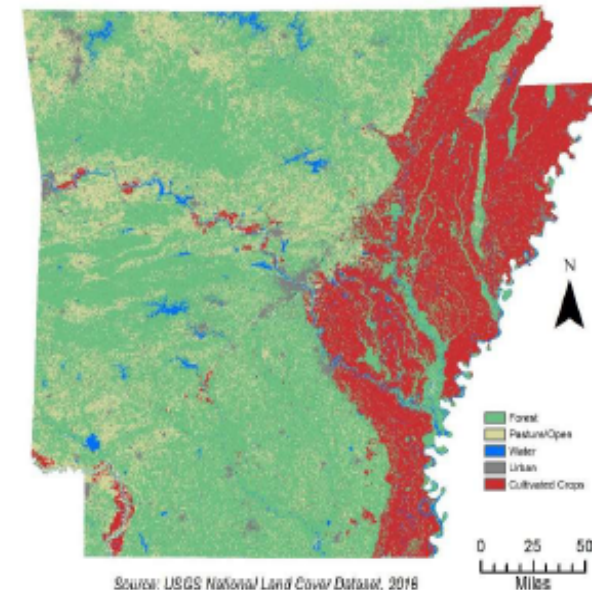 N
Forest
Pasture/Open
Water
Urban
Cultivated Crops
0 25 50
Miles
Source: USGS National Land Cover Dataset, 2016